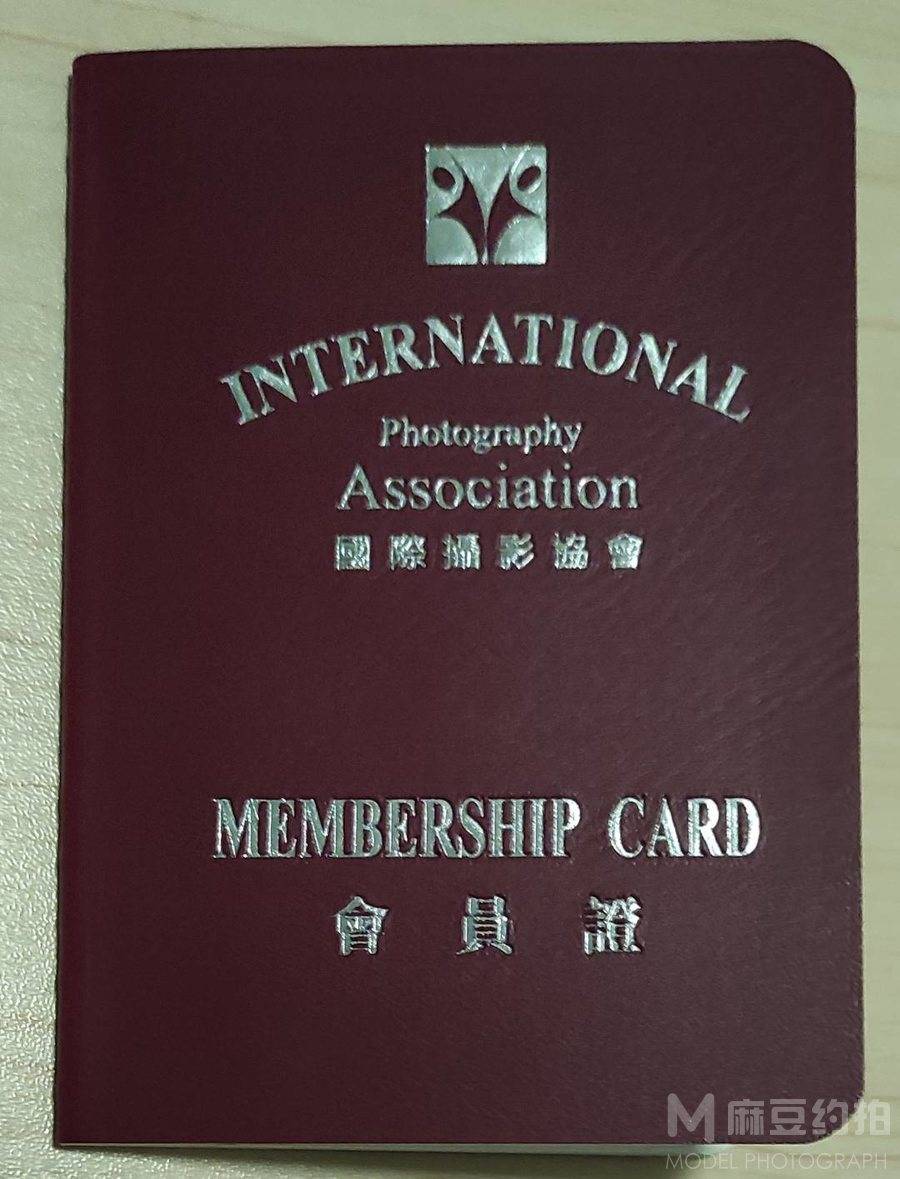 INTERNATIONAL
Photography
Association
國際攝影協會
MEMBERSHIP CARD
會員證
M 麻豆约拍
MODEL PHOTOGRAPH